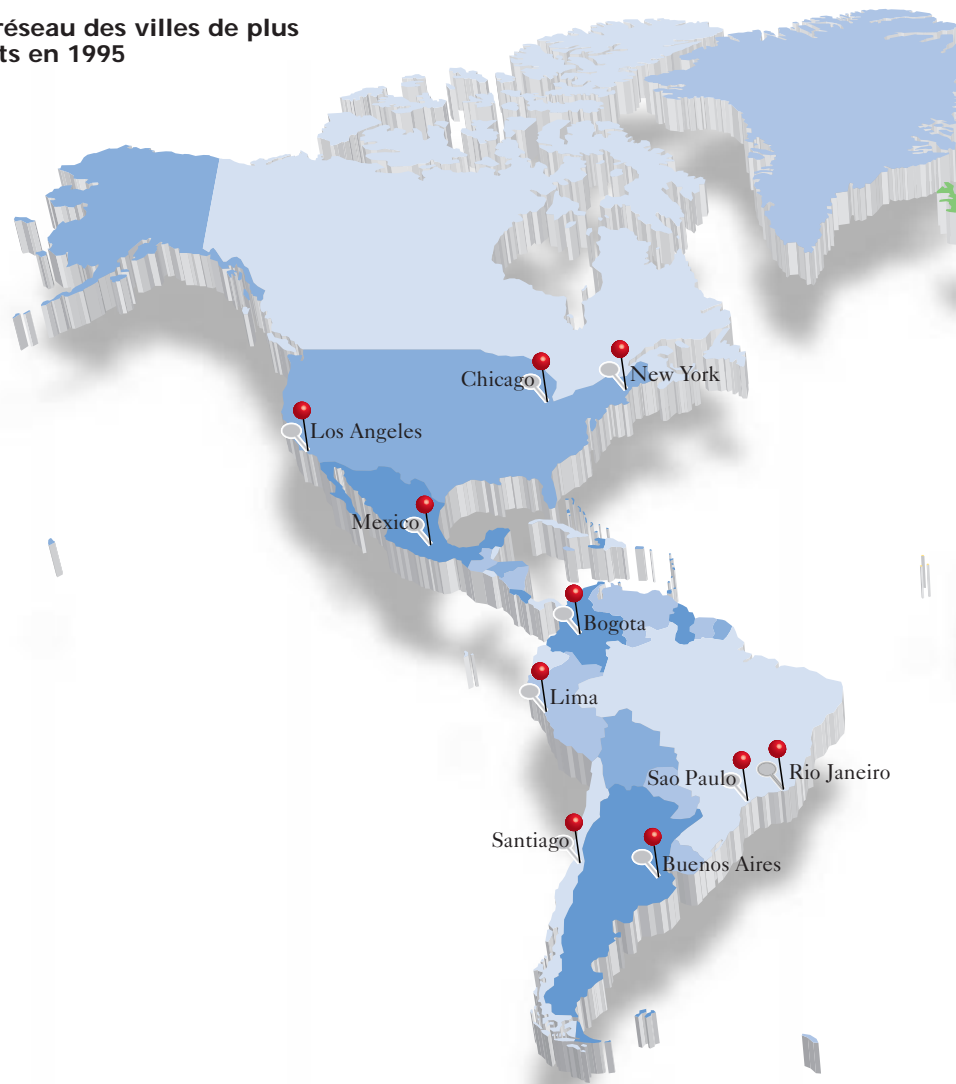 réseau des villes de plus
ts en 1995
Chicago
New York
Los Angeles
Mexico
Bogota
Lima
Sao Paulo
Rio Janeiro
Santiago
Buenos Aires